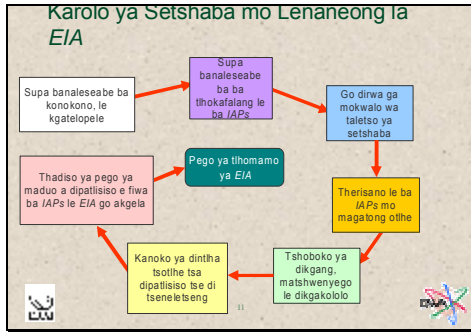 Karolo ya Setshaba mo Lenaneong la
EIA
Supa banaleseabe ba
konokono, le
kgatelopele
Supa
banaleseabe
ba ba
tlhokafalang le
ba IAPs
Go dirwa ga
mokwalo wa
taletso ya
setshaba
Therisano le ba
IAPs mo
magatong otlhe
Tshoboko ya
dikgang,
matshwenyego
le dikgakololo
Kanoko ya dintlha
tsotlhe tsa
dipatlisiso tse di
tseneletseng
Thadiso ya pego ya
maduo a dipatlisiso e fiwa
ba IAPs le EIA go akgela
Pego ya tlhomamo
ya EIA
11